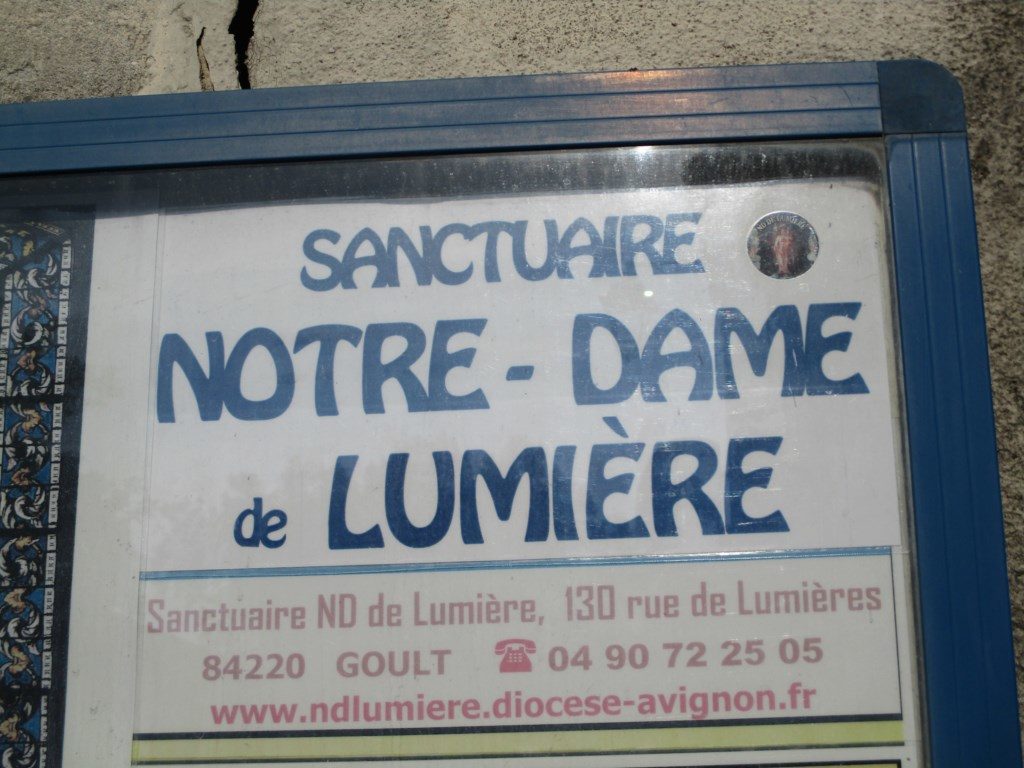 SANCTUAIRE
NOTRE - DAME
de LUMIÈRE
Sanctuaire ND de Lumière, 130 rue de Lumières
84220 GOULT ☎ 04 90 72 25 05
www.ndlumiere.diocese-avignon.fr